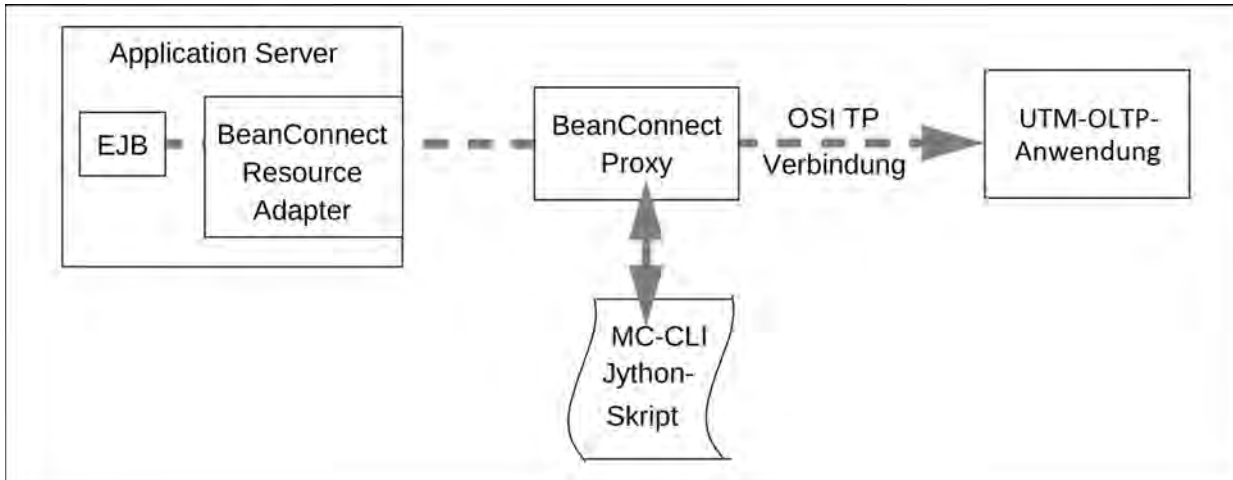 Application Server
EJB
BeanConnect
Resource
Adapter
BeanConnect
Proxy
OSI TP
Verbindung
UTM-OLTP-
Anwendung
MC-CLI
Jython-
Skript